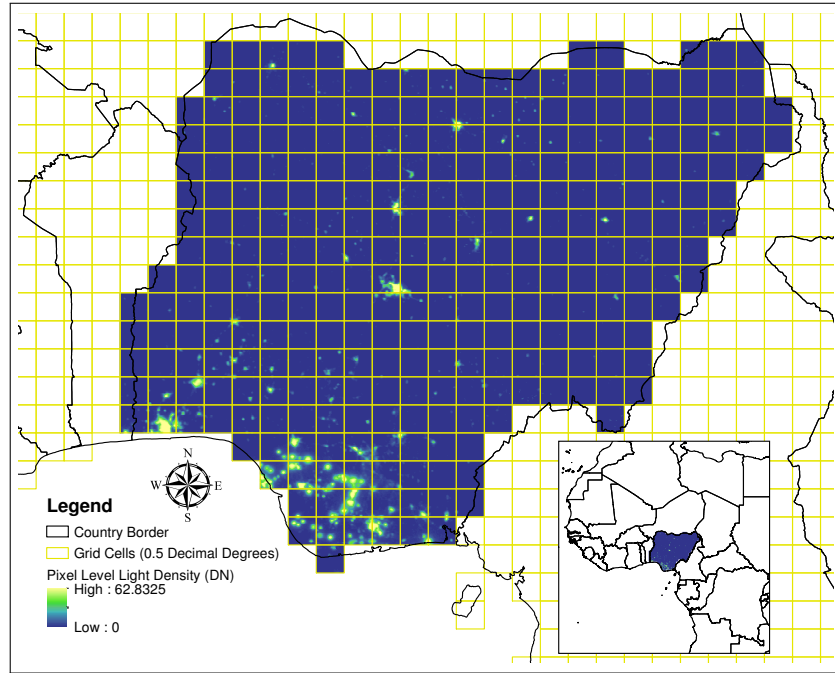 N
W E
S
Legend
Country Border
Grid Cells (0.5 Decimal Degrees)
Pixel Level Light Density (DN)
High : 62.8325
Low : 0